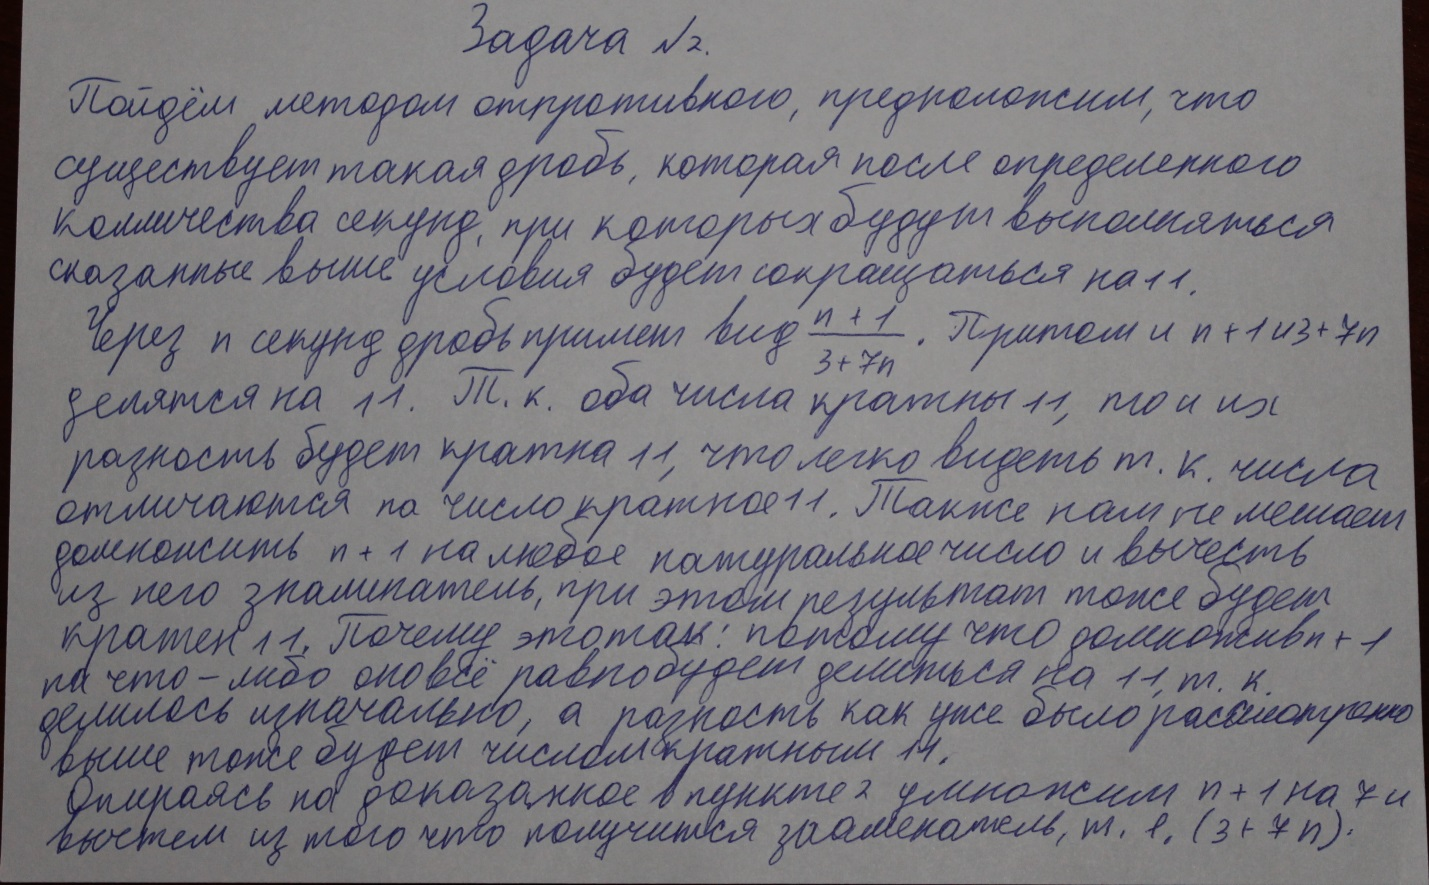 Задача №2.
Пойдём методом отпротивного, предположим, что
существует такая дробь, которая после определенного
колличества секунд, при которых будут выполняться
сказанные выше условия будет сокращаться на 11.
Через n секунд дробь примет вид \frac{n+1}{3+7n}. Притом и n+1 и 3+7n
делятся на 11. Т.к. оба числа кратны 11, то и их
разность будет кратна 11, что легко видеть т.к. числа
отличаются на число кратное 11. Также нам не мешает
домножить n+1 на любое натуральное число и вычесть
из него знаменатель, при этом результат тоже будет
кратен 11. Почему это так: потому что домножив n+1
на что-либо оно всё равно будет делиться на 11, т.к.
делилось изначально, а разность как уже было рассмотренно
выше тоже будет числом кратным 11.
Опираясь на доказанное в пункте 2 умножим n+1 на 7 и
вычтем из того что получится знаменатель, т.е. (3+7n):